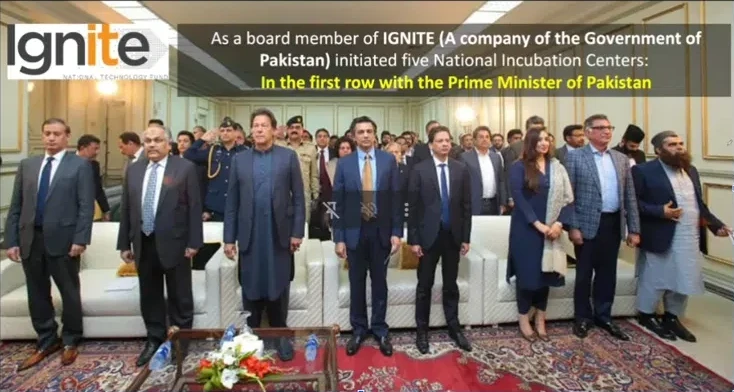 Ignite
NATIONAL TECHNOLOGY FUND
As a board member of IGNITE (A company of the Government of
Pakistan) initiated five National Incubation Centers:
In the first row with the Prime Minister of Pakistan